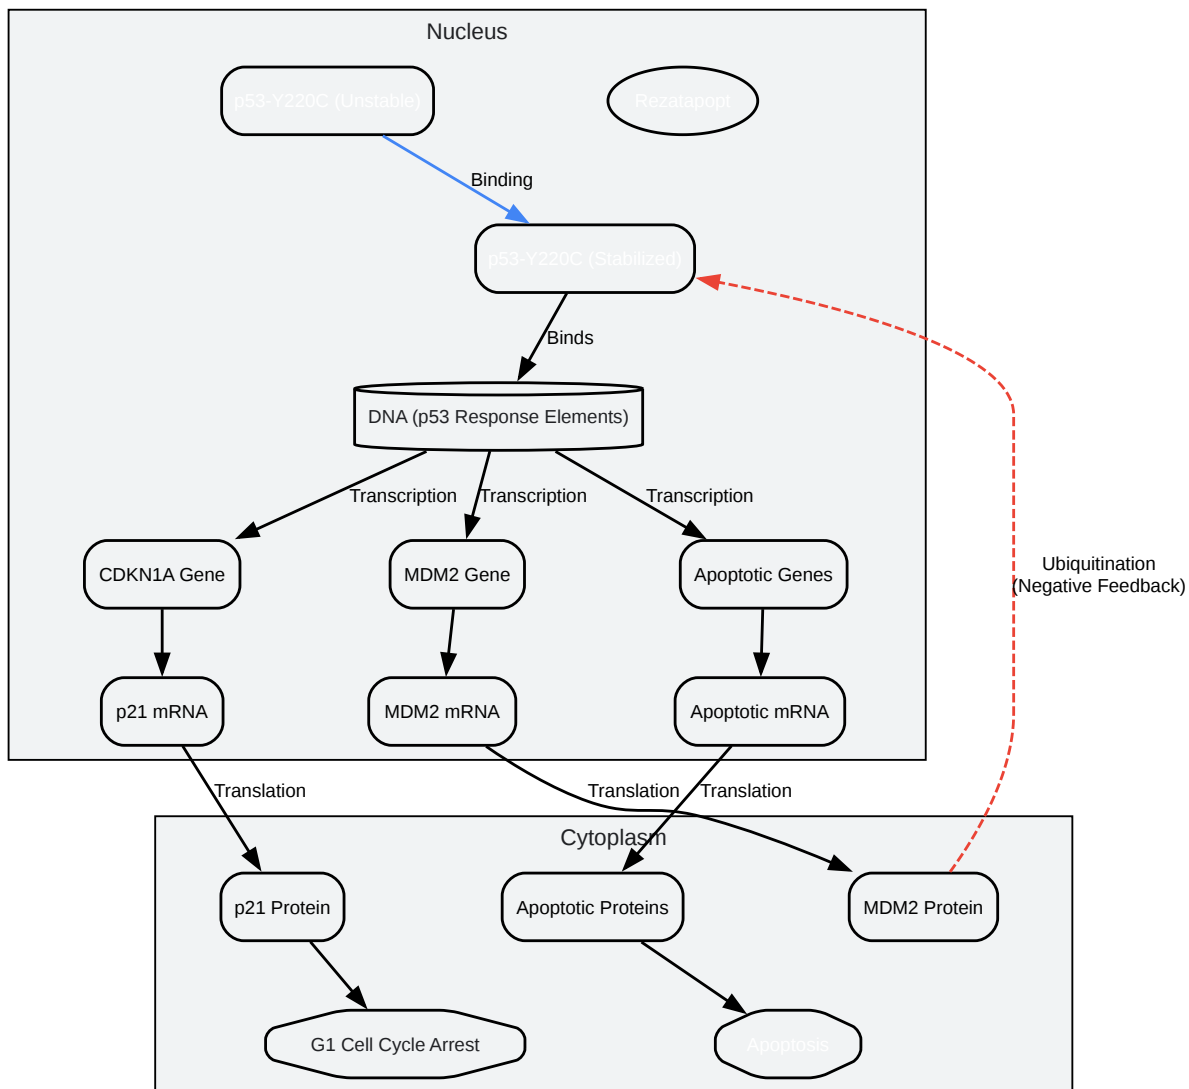 Nucleus
p53-Y220C (Unstable)
Rezatapopt
Binding
p53-Y220C (Stabilized)
Binds
DNA (p53 Response Elements)
Transcription
Transcription
Transcription
CDKN1A Gene
MDM2 Gene
Apoptotic Genes
Ubiquitination
(Negative Feedback)
p21 mRNA
MDM2 mRNA
Apoptotic mRNA
Translation
Translation
Translation
Cytoplasm
p21 Protein
Apoptotic Proteins
MDM2 Protein
G1 Cell Cycle Arrest
Apoptosis